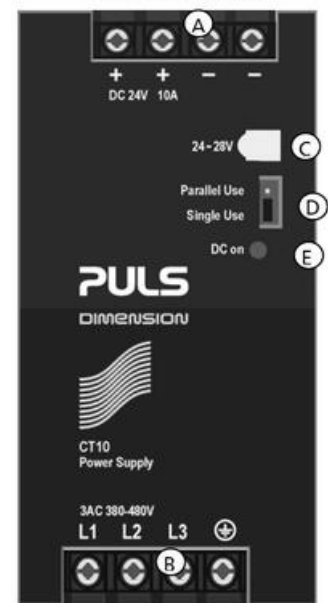 A
+ + − −
DC 24V 10A
24-28V
C
Parallel Use
D
Single Use
DC on
E
PULS
DIMENSION
CT10
Power Supply
3AC 380-480V
L1 L2 L3
B